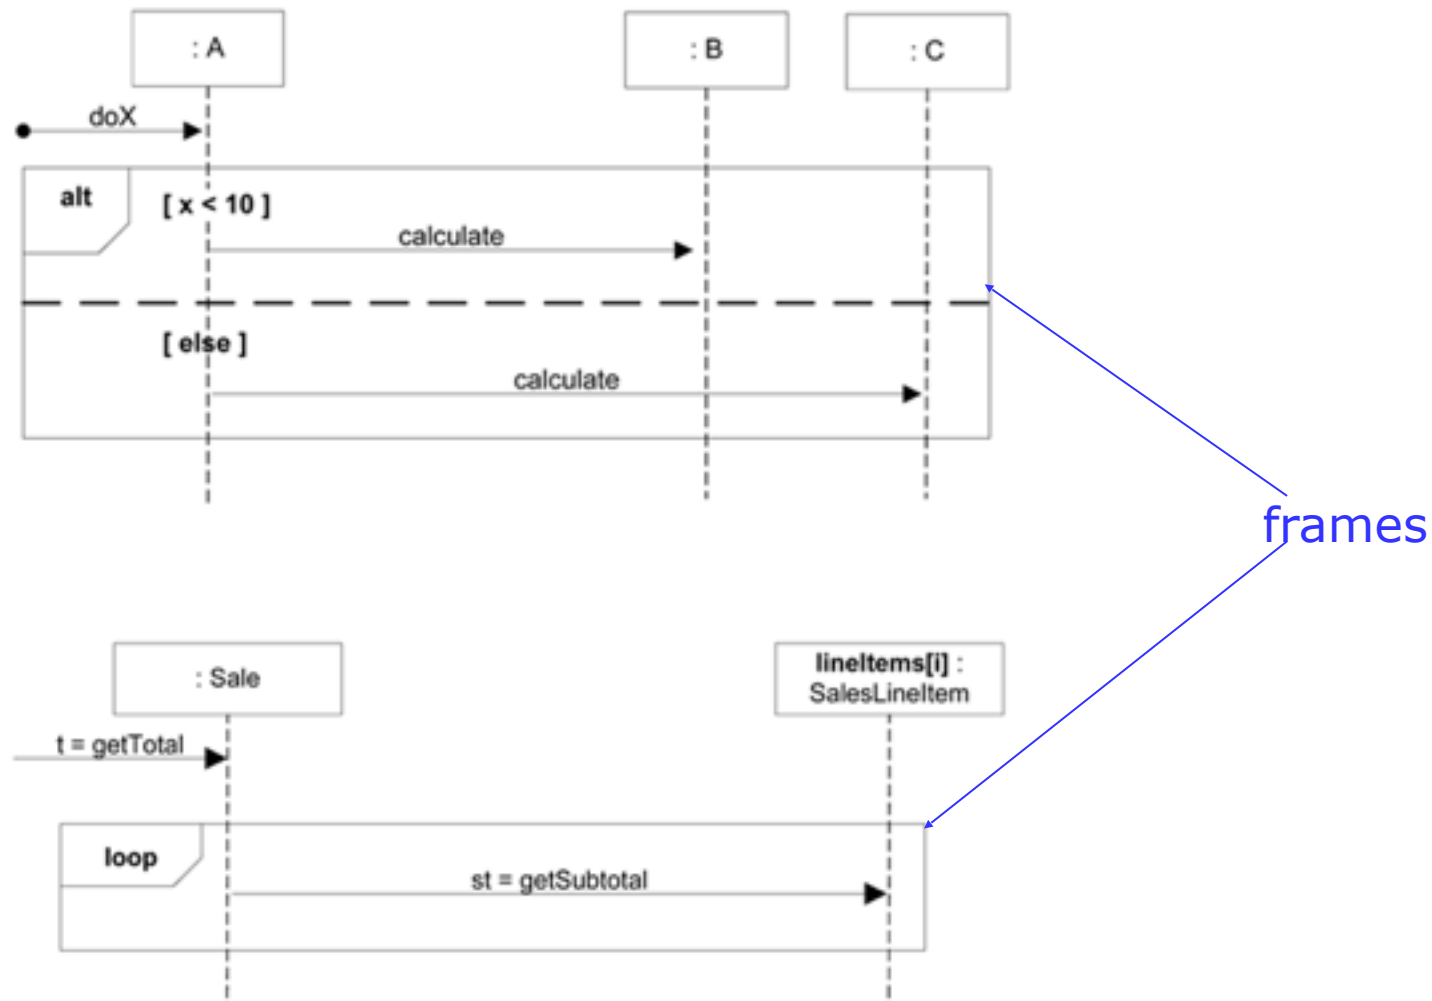 : A
: B
: C
doX
alt
[ x < 10 ]
calculate
[ else ]
calculate
frames
: Sale
lineItems[i] :
SalesLineItem
t = getTotal
loop
st = getSubtotal